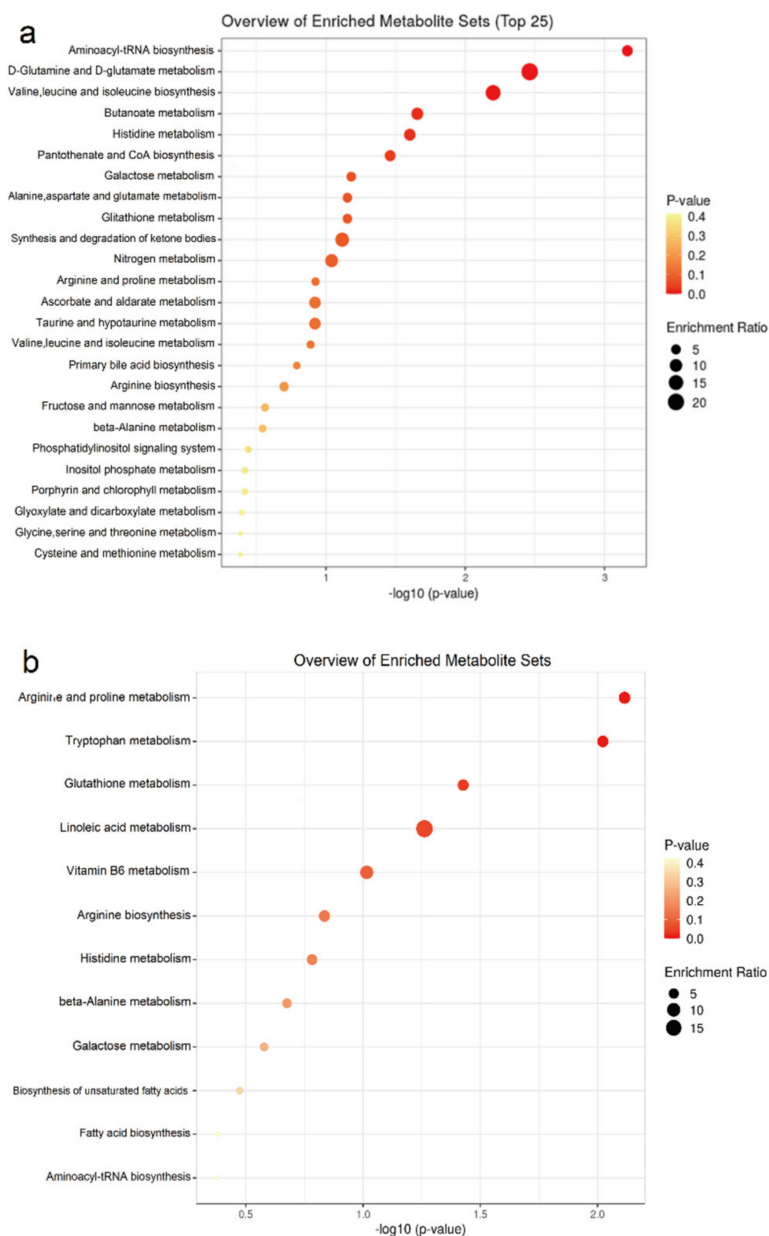 a
Overview of Enriched Metabolite Sets (Top 25)
Aminoacyl-tRNA biosynthesis
D-Glutamine and D-glutamate metabolism
Valine,leucine and isoleucine biosynthesis
Butanoate metabolism
Histidine metabolism
Pantothenate and CoA biosynthesis
Galactose metabolism
Alanine,aspartate and glutamate metabolism
Glitathione metabolism
Synthesis and degradation of ketone bodies
Nitrogen metabolism
Arginine and proline metabolism
Ascorbate and aldarate metabolism
Taurine and hypotaurine metabolism
Valine,leucine and isoleucine metabolism
Primary bile acid biosynthesis
Arginine biosynthesis
Fructose and mannose metabolism
beta-Alanine metabolism
Phosphatidylinositol signaling system
Inositol phosphate metabolism
Porphyrin and chlorophyll metabolism
Glyoxylate and dicarboxylate metabolism
Glycine,serine and threonine metabolism
Cysteine and methionine metabolism
1 2 3
-log10 (p-value)
P-value
0.4
0.3
0.2
0.1
0.0
Enrichment Ratio
5
10
15
20
b
Overview of Enriched Metabolite Sets
Arginine and proline metabolism
Tryptophan metabolism
Glutathione metabolism
Linoleic acid metabolism
Vitamin B6 metabolism
Arginine biosynthesis
Histidine metabolism
beta-Alanine metabolism
Galactose metabolism
Biosynthesis of unsaturated fatty acids
Fatty acid biosynthesis
Aminoacyl-tRNA biosynthesis
0.5 1.0 1.5 2.0
-log10 (p-value)
P-value
0.4
0.3
0.2
0.1
0.0
Enrichment Ratio
5
10
15